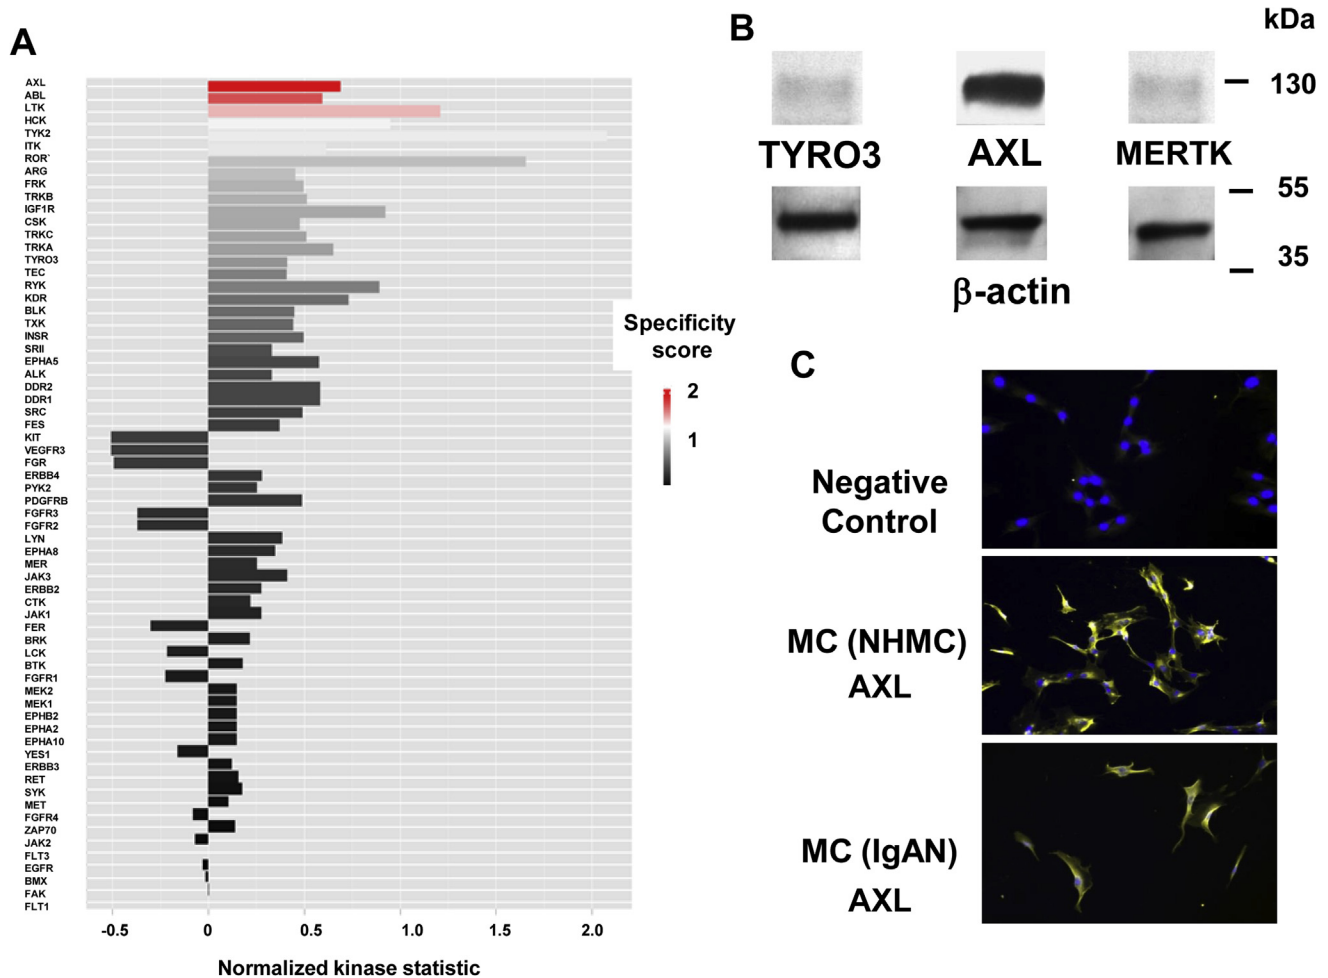 A
AXL
ABL
LTK
HCK
TYK2
ITK
ROR`
ARG
FRK
TRKB
IGF1R
CSK
TRKC
TRKA
TYRO3
TEC
RYK
KDR
BLK
TXK
INSR
SRII
EPHA5
ALK
DDR2
DDR1
SRC
FES
KIT
VEGFR3
FGR
ERBB4
PYK2
PDGFRB
FGFR3
FGFR2
LYN
EPHA8
MER
JAK3
ERBB2
CTK
JAK1
FER
BRK
LCK
BTK
FGFR1
MEK2
MEK1
EPHB2
EPHA2
EPHA10
YES1
ERBB3
RET
SYK
MET
FGFR4
ZAP70
JAK2
FLT3
EGFR
BMX
FAK
FLT1
-0.5 0 0.5 1.0 1.5 2.0
Normalized kinase statistic
Specificity
score
2
1
B
kDa
130
TYRO3 AXL MERTK
55
35
β-actin
C
Negative
Control
MC (NHMC)
AXL
MC (IgAN)
AXL